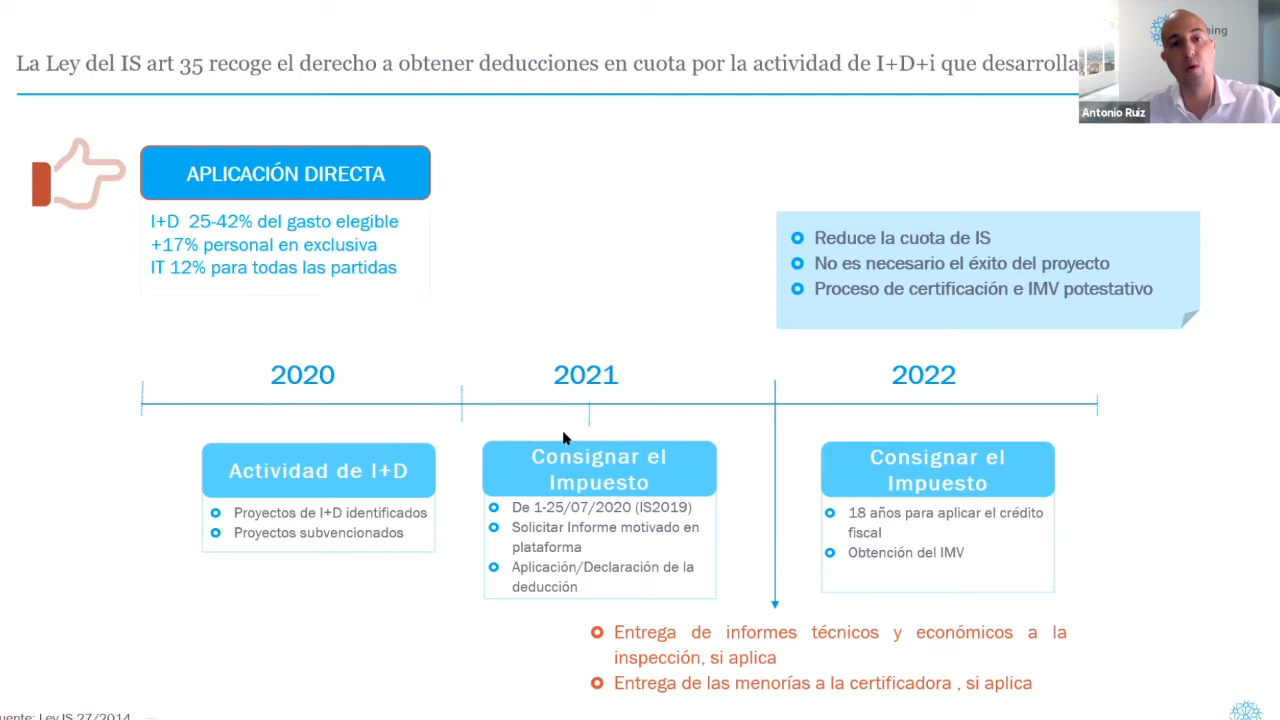 La Ley del IS art 35 recoge el derecho a obtener deducciones en cuota por la actividad de I+D+i que desarrolla
Antonio Ruiz
APLICACIÓN DIRECTA
I+D 25-42% del gasto elegible
+17% personal en exclusiva
IT 12% para todas las partidas
Reduce la cuota de IS
No es necesario el éxito del proyecto
Proceso de certificación e IMV potestativo
2020
2021
2022
Actividad de I+D
Proyectos de I+D identificados
Proyectos subvencionados
Consignar el
Impuesto
De 1-25/07/2020 (IS2019)
Solicitar Informe motivado en
plataforma
Aplicación/Declaración de la
deducción
Consignar el
Impuesto
18 años para aplicar el crédito
fiscal
Obtención del IMV
Entrega de informes técnicos y económicos a la
inspección, si aplica
Entrega de las menorías a la certificadora , si aplica
Ley IS 27/2014